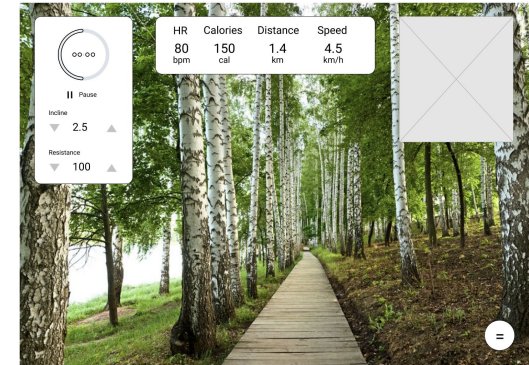 00:00
Pause
Incline
2.5
Resistance
100
HR Calories Distance Speed
80 150 1.4 4.5
bpm cal km km/h